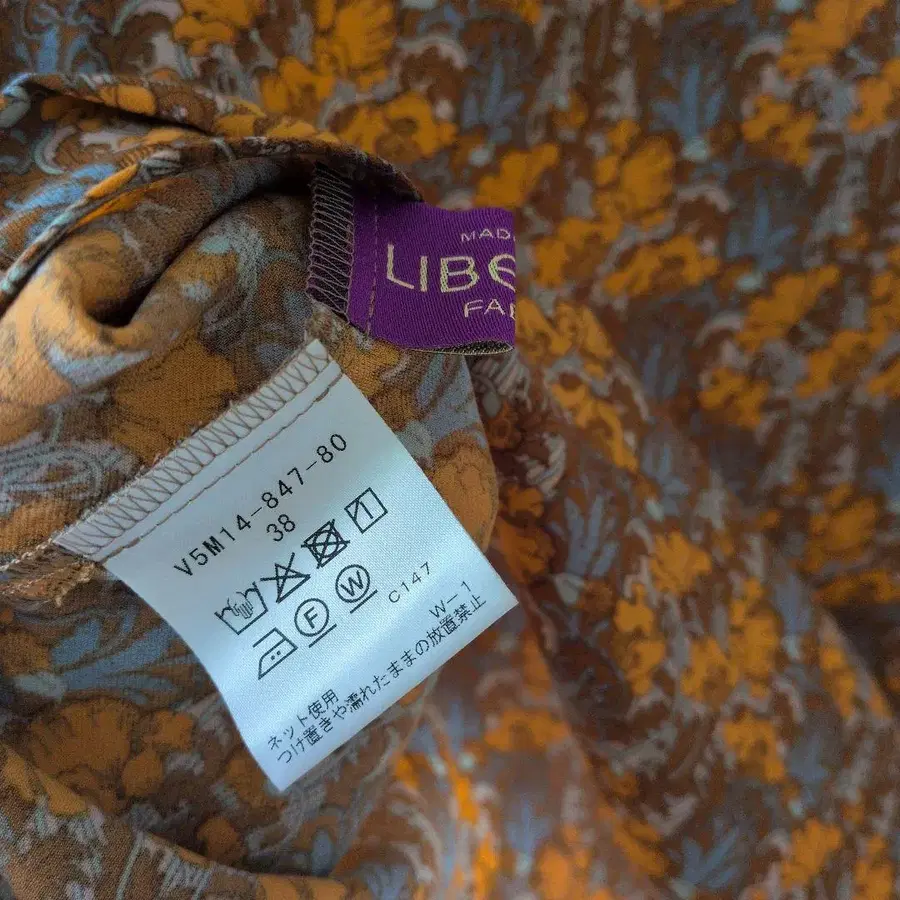 MAD
LIBE
FA
V5M14-847-80
38
F W C147
W-1
ネット使用
つけ置きや濡れたままの放置禁止